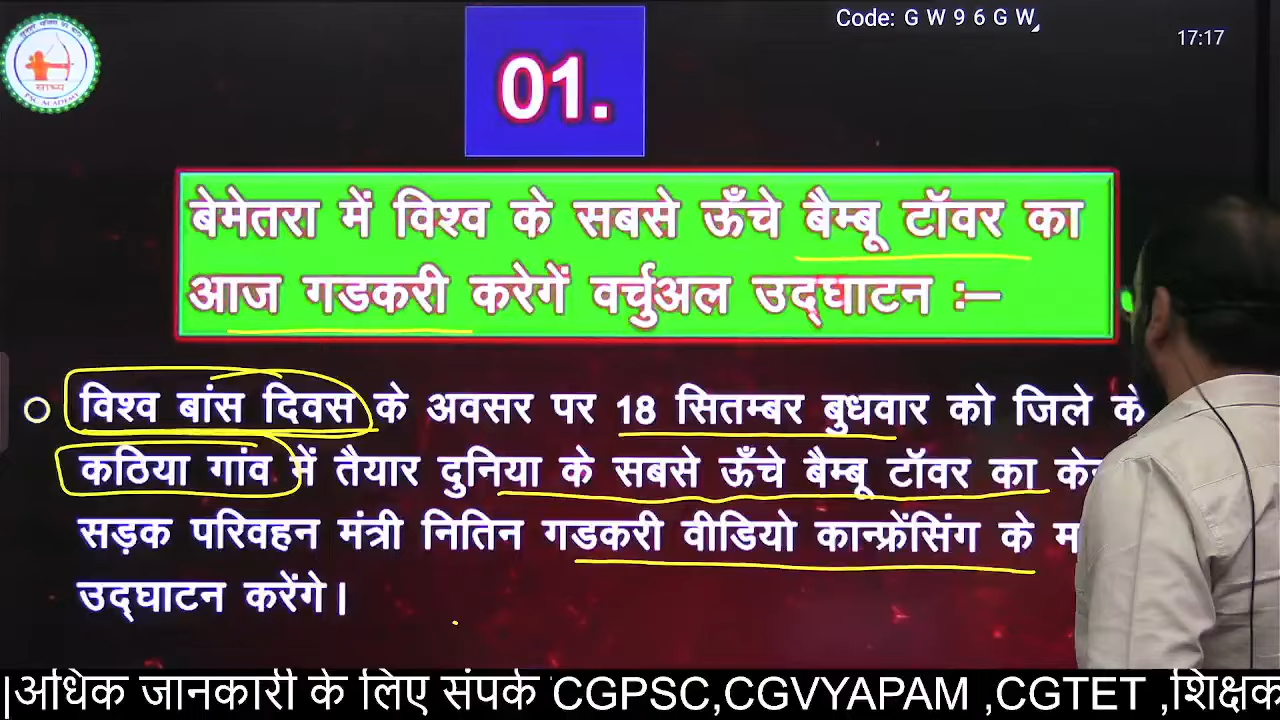 Code: G W 9 6 G W
17:17
साध्य
PSC ACADEMY
01.
बेमेतरा में विश्व के सबसे ऊँचे बैम्बू टॉवर का
आज गडकरी करेगें वर्चुअल उद्घाटन :–
विश्व बांस दिवस के अवसर पर 18 सितम्बर बुधवार को जिले के
कठिया गांव में तैयार दुनिया के सबसे ऊँचे बैम्बू टॉवर का
सड़क परिवहन मंत्री नितिन गडकरी वीडियो कान्फ्रेंसिंग के
उद्घाटन करेंगे।
|अधिक जानकारी के लिए संपर्क CGPSC,CGVYAPAM ,CGTET ,शिक्षक